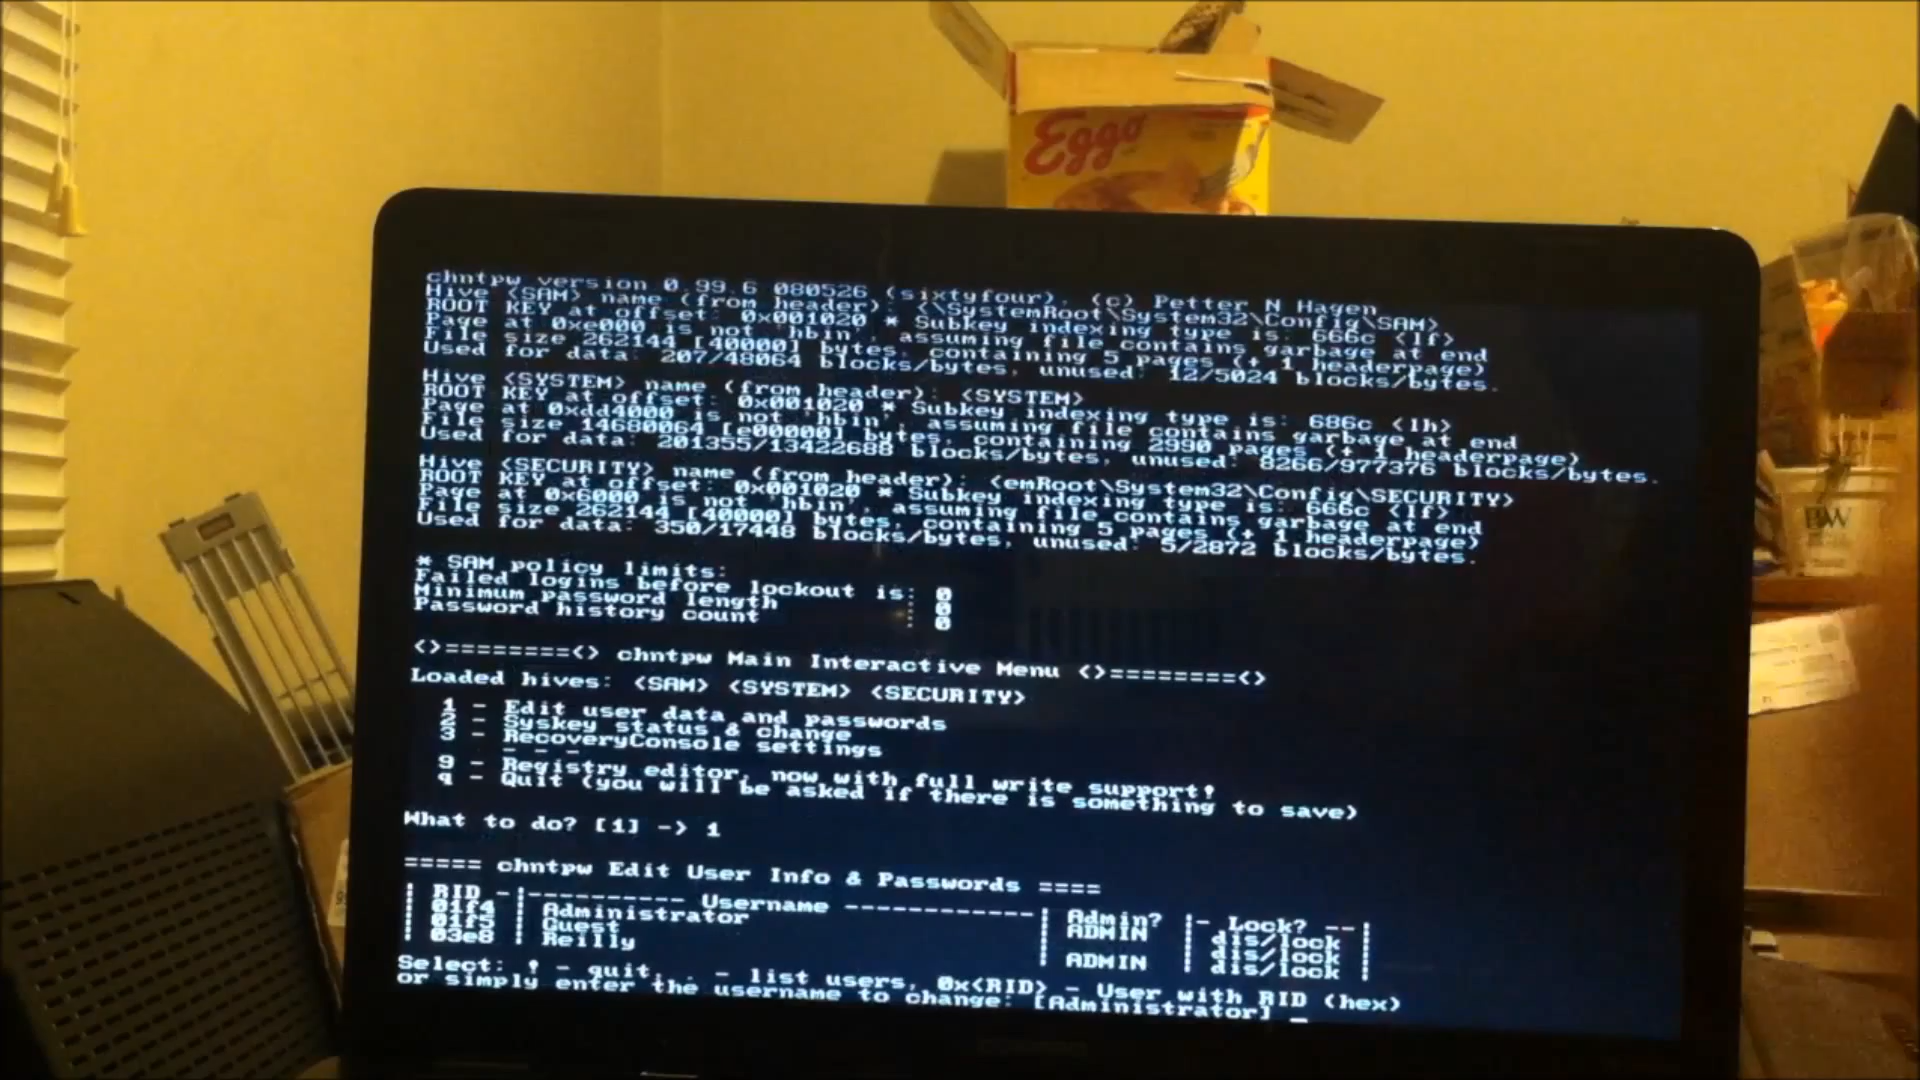 Eggo
chntpw version 0.99.6 080526 (sixtyfour), (c) Petter N Hagen
Hive <SAM> name (from header): <\SystemRoot\System32\Config\SAM>
ROOT KEY at offset: 0x001020 * Subkey indexing type is: 666c <lf>
Page at 0xe000 is not 'hbin', assuming file contains garbage at end
File size 262144 [40000] bytes, containing 5 pages (+ 1 headerpage)
Used for data: 207/48064 blocks/bytes, unused: 12/5024 blocks/bytes.
Hive <SYSTEM> name (from header): <SYSTEM>
ROOT KEY at offset: 0x001020 * Subkey indexing type is: 686c <lh>
Page at 0xdd4000 is not 'hbin', assuming file contains garbage at end
File size 14680064 [e00000] bytes, containing 2990 pages (+ 1 headerpage)
Used for data: 201355/13422688 blocks/bytes, unused: 8266/977376 blocks/bytes.
Hive <SECURITY> name (from header): <emRoot\System32\Config\SECURITY>
ROOT KEY at offset: 0x001020 * Subkey indexing type is: 666c <lf>
Page at 0x6000 is not 'hbin', assuming file contains garbage at end
File size 262144 [40000] bytes, containing 5 pages (+ 1 headerpage)
Used for data: 350/17448 blocks/bytes, unused: 5/2872 blocks/bytes.
* SAM policy limits:
Failed logins before lockout is: 0
Minimum password length : 0
Password history count : 0
<>========<> chntpw Main Interactive Menu <>========<>
Loaded hives: <SAM> <SYSTEM> <SECURITY>
1 - Edit user data and passwords
2 - Syskey status & change
3 - RecoveryConsole settings
- - -
9 - Registry editor, now with full write support!
q - Quit (you will be asked if there is something to save)
What to do? [1] -> 1
===== chntpw Edit User Info & Passwords ====
| RID -|---------- Username ------------| Admin? |- Lock? --|
| 01f4 | Administrator | ADMIN | dis/lock |
| 01f5 | Guest | | dis/lock |
| 03e8 | Reilly | ADMIN | dis/lock |
Select: ! - quit, . - list users, 0x<RID> - User with RID (hex)
or simply enter the username to change: [Administrator] _
BW